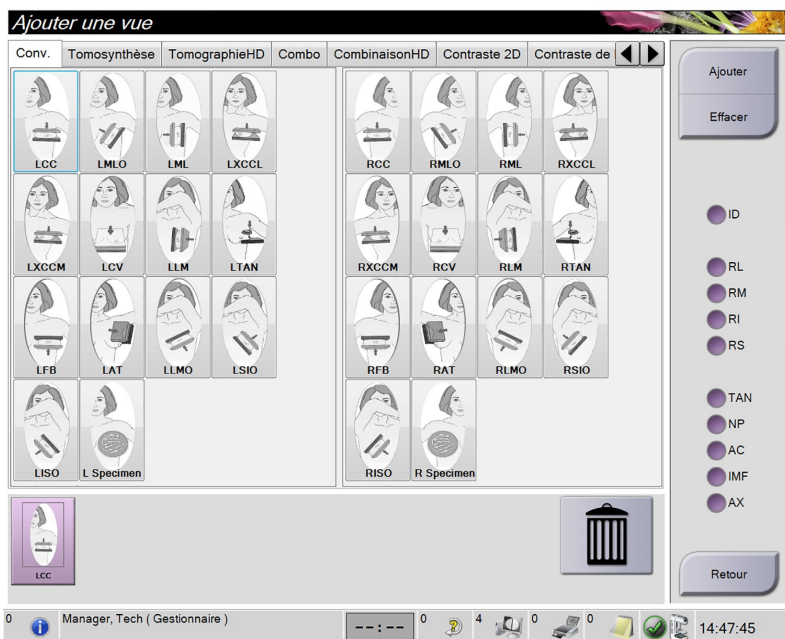 Ajouter une vue
Conv. Tomosynthèse TomographieHD Combo CombinaisonHD Contraste 2D Contraste de
LCC LMLO LML LXCCL
LXCCM LCV LLM LTAN
LFB LAT LLMO LSIO
LISO L Specimen
RCC RMLO RML RXCCL
RXCCM RCV RLM RTAN
RFB RAT RLMO RSIO
RISO R Specimen
Ajouter
Effacer
ID
RL
RM
RI
RS
TAN
NP
AC
IMF
AX
LCC
Retour
0 Manager, Tech ( Gestionnaire ) --:-- 0 4 0 0 14:47:45